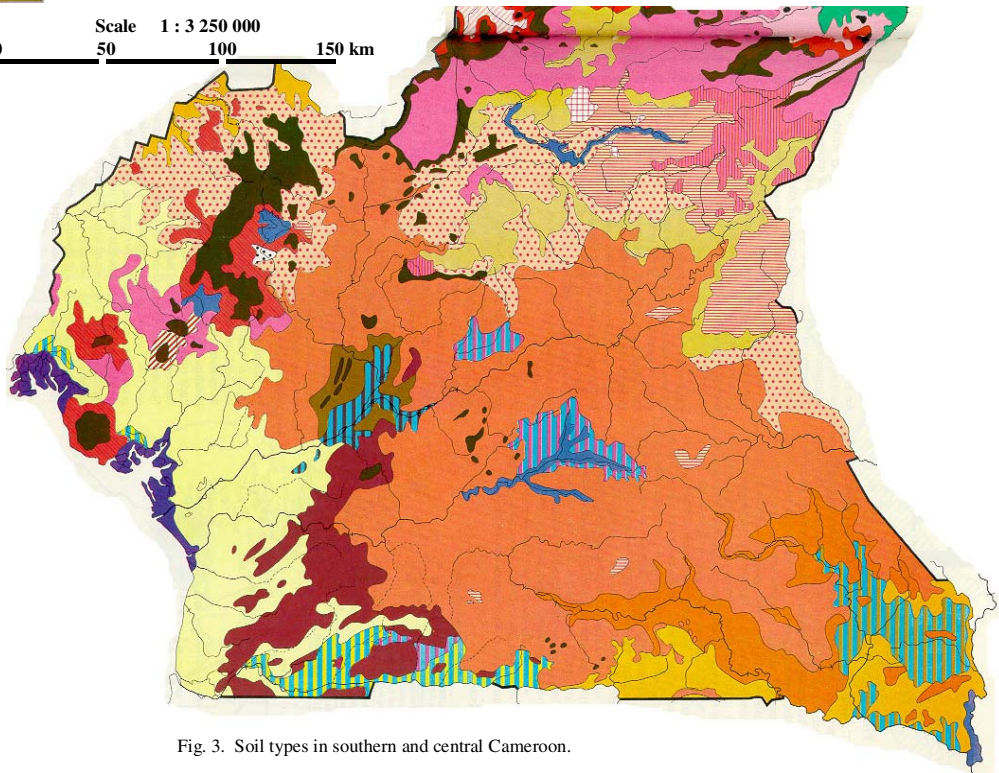 Scale 1 : 3 250 000
0 50 100 150 km
Fig. 3. Soil types in southern and central Cameroon.